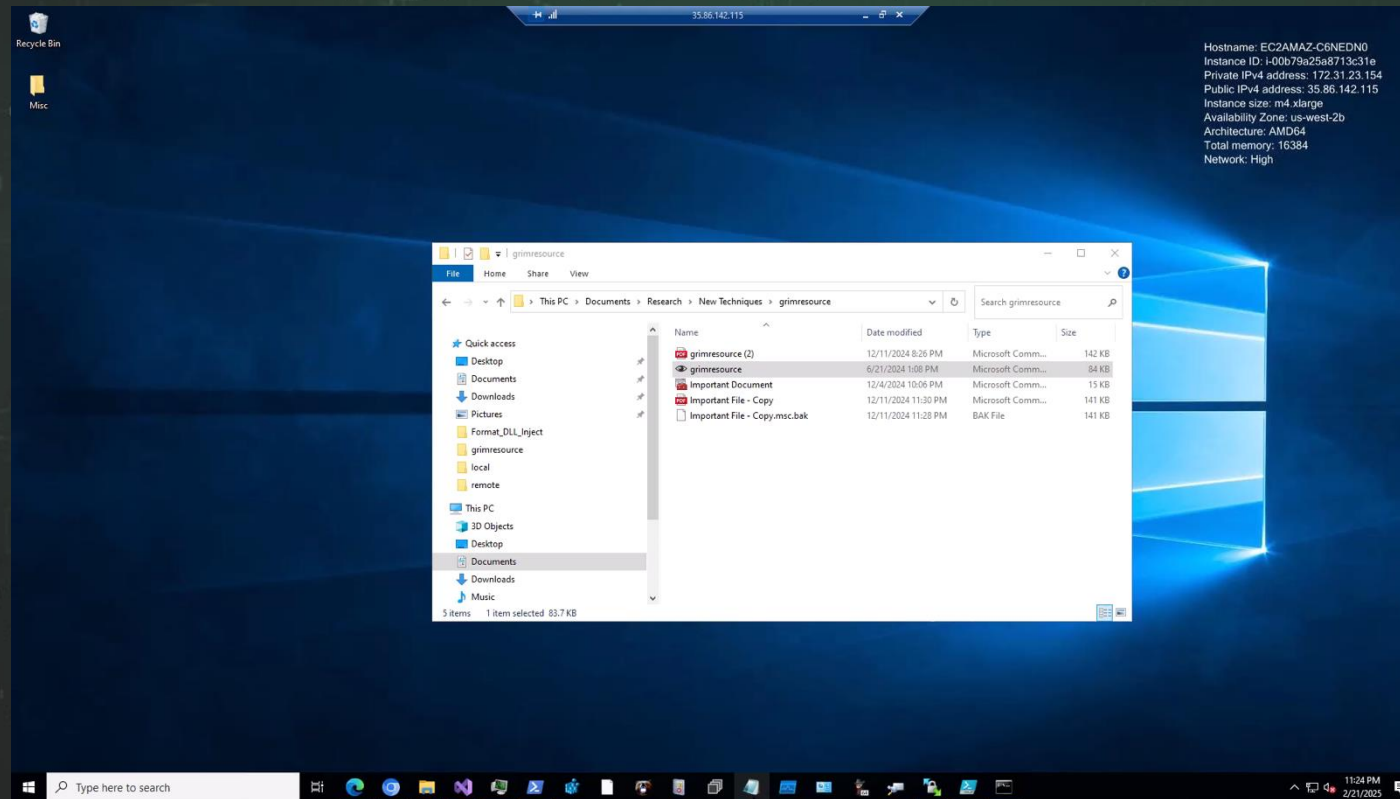 Recycle Bin
Misc
35.86.142.115
Hostname: EC2AMAZ-C6NEDN0
Instance ID: i-00b79a25a8713c31e
Private IPv4 address: 172.31.23.154
Public IPv4 address: 35.86.142.115
Instance size: m4.xlarge
Availability Zone: us-west-2b
Architecture: AMD64
Total memory: 16384
Network: High
grimresource
File Home Share View
This PC > Documents > Research > New Techniques > grimresource
Search grimresource
Name Date modified Type Size
Quick access
Desktop
Documents
Downloads
Pictures
Format_DLL_Inject
grimresource
local
remote
This PC
3D Objects
Desktop
Documents
Downloads
Music
grimresource (2) 12/11/2024 8:26 PM Microsoft Comm... 142 KB
grimresource 6/21/2024 1:08 PM Microsoft Comm... 84 KB
Important Document 12/4/2024 10:06 PM Microsoft Comm... 15 KB
Important File - Copy 12/11/2024 11:30 PM Microsoft Comm... 141 KB
Important File - Copy.msc.bak 12/11/2024 11:28 PM BAK File 141 KB
5 items 1 item selected 83.7 KB
Type here to search
11:24 PM
2/21/2025